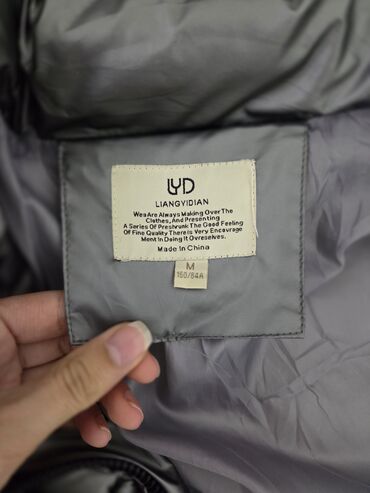 LYD
LIANGYIDIAN
WeaAre Always Making Over The
Clothes, And Presenting
A Series Of Preshrunk The Good Feeling
Of Fine Quality There Is Very Encourage
Ment In Doing It Ovreselves.
Made In China
M
160/84A